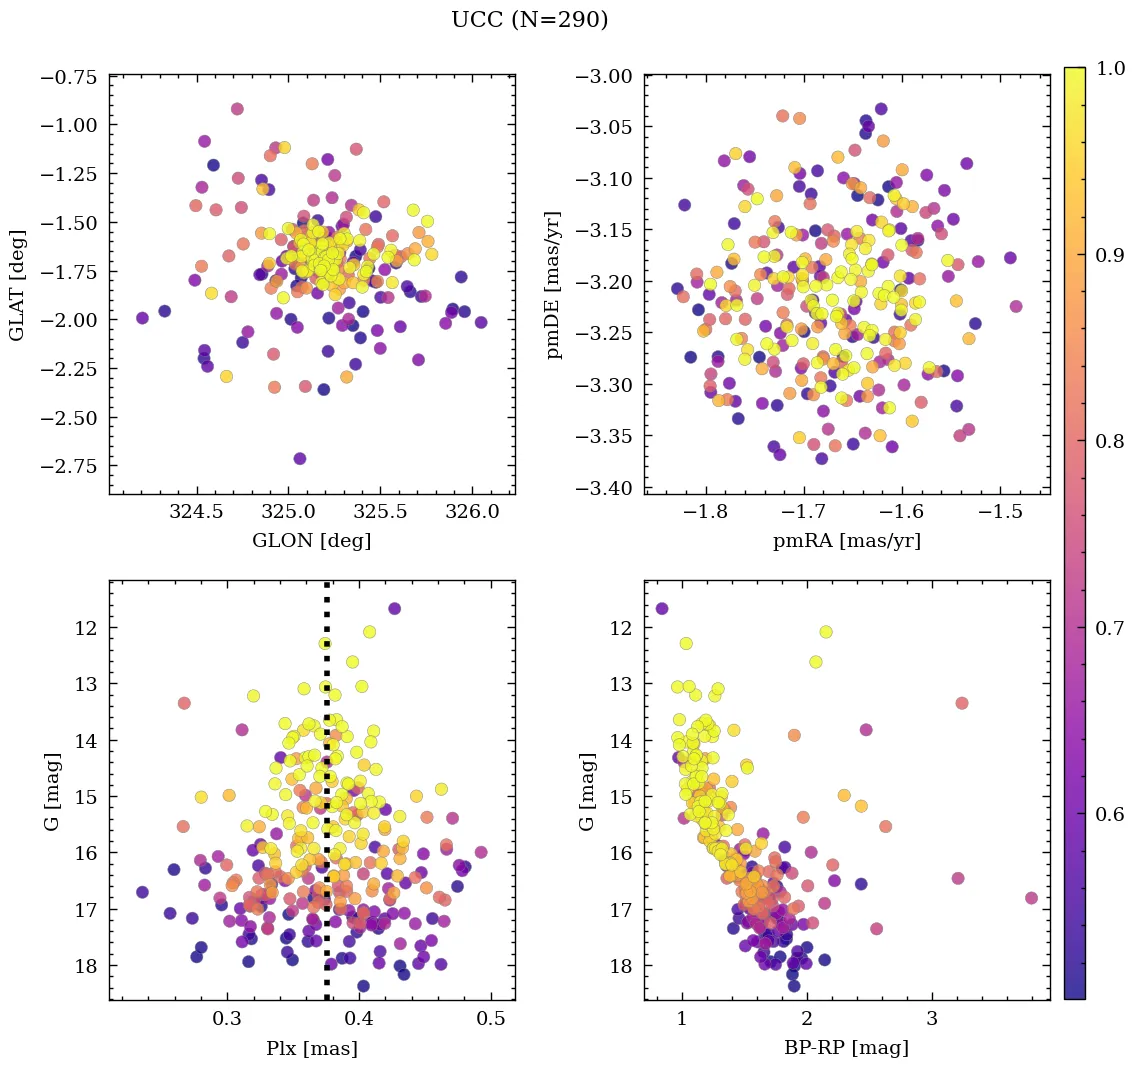 UCC (N=290)
−0.75
−1.00
−1.25
−1.50
−1.75
−2.00
−2.25
−2.50
−2.75
GLAT [deg]
324.5 325.0 325.5 326.0
GLON [deg]
−3.00
−3.05
−3.10
−3.15
−3.20
−3.25
−3.30
−3.35
−3.40
pmDE [mas/yr]
−1.8 −1.7 −1.6 −1.5
pmRA [mas/yr]
12
13
14
15
16
17
18
G [mag]
0.3 0.4 0.5
Plx [mas]
12
13
14
15
16
17
18
G [mag]
1 2 3
BP-RP [mag]
1.0
0.9
0.8
0.7
0.6